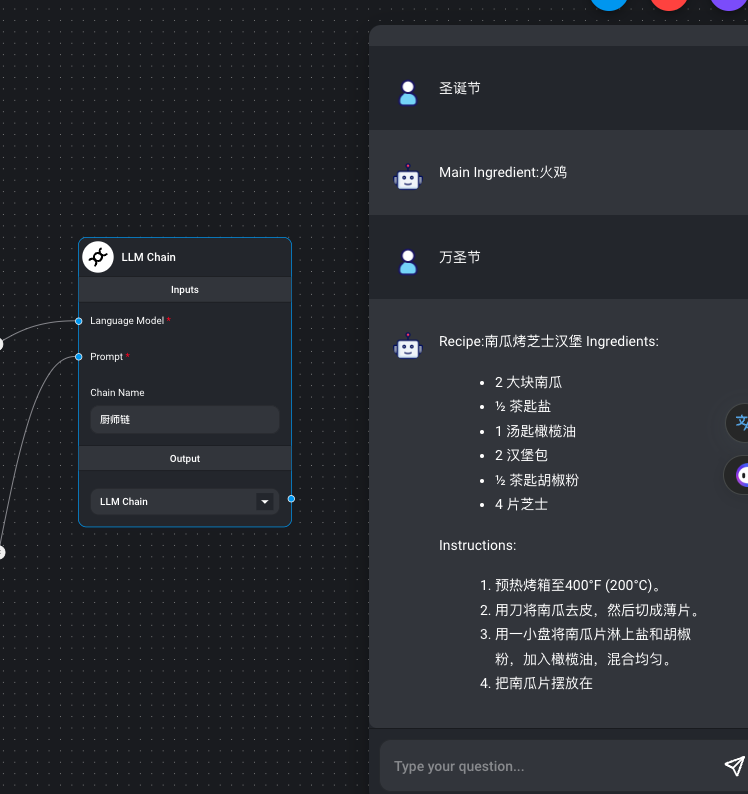 LLM Chain
Inputs
Language Model *
Prompt *
Chain Name
厨师链
Output
LLM Chain
圣诞节
Main Ingredient:火鸡
万圣节
Recipe:南瓜烤芝士汉堡 Ingredients:
• 2 大块南瓜
• ½ 茶匙盐
• 1 汤匙橄榄油
• 2 汉堡包
• ½ 茶匙胡椒粉
• 4 片芝士
Instructions:
1. 预热烤箱至400°F (200°C)。
2. 用刀将南瓜去皮，然后切成薄片。
3. 用一小盘将南瓜片淋上盐和胡椒
粉，加入橄榄油，混合均匀。
4. 把南瓜片摆放在
Type your question...